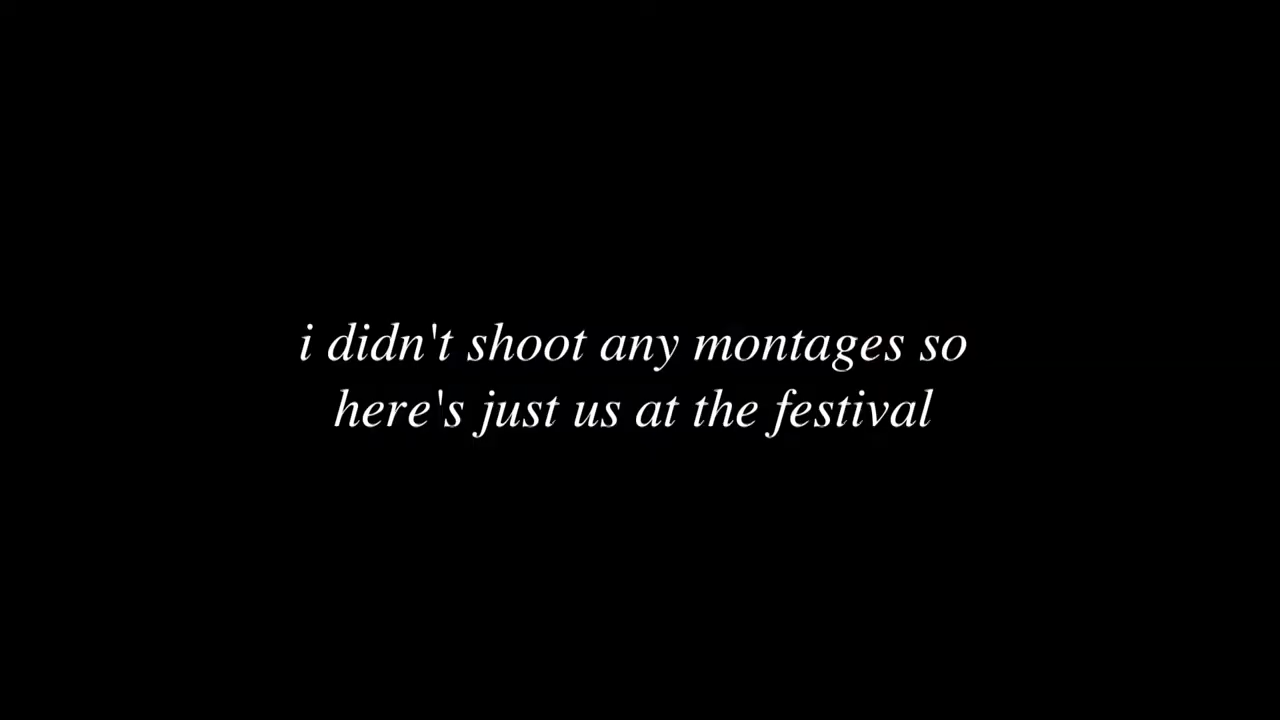 i didn't shoot any montages so
here's just us at the festival